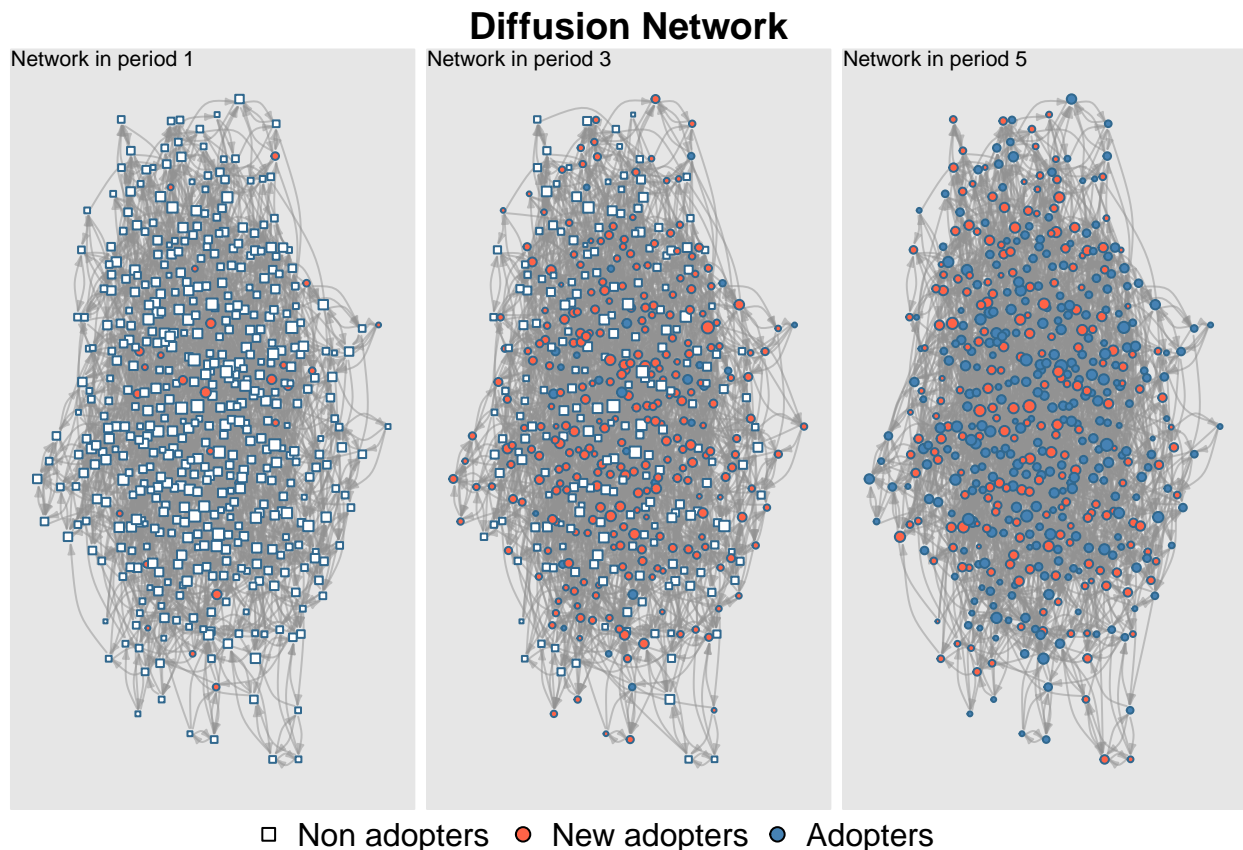 Diffusion Network
Network in period 1
Network in period 3
Network in period 5
Non adopters
New adopters
Adopters